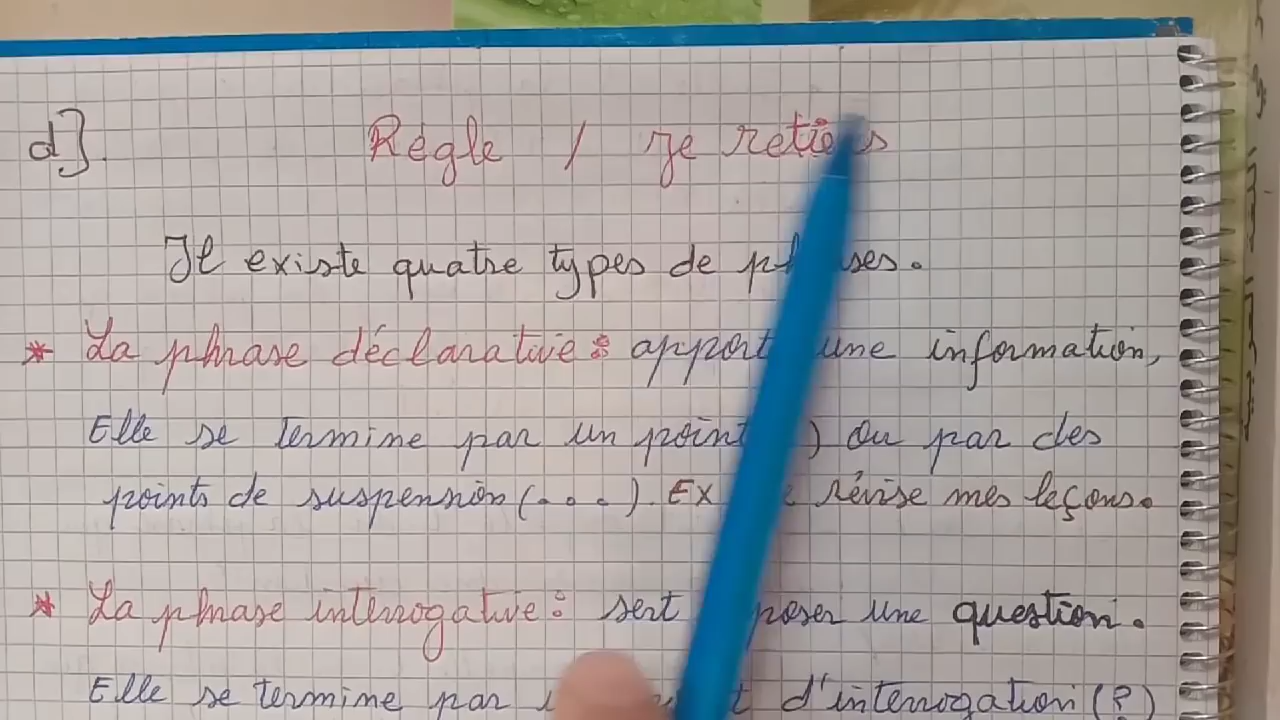 d].
Règle / Je retiens
Il existe quatre types de phrases.
* La phrase déclarative : apport une information,
Elle se termine par un point ) ou par des
points de suspension (...). Ex révise mes leçons.
* La phrase interrogative : sert poser une question.
Elle se termine par d'interrogation (?)